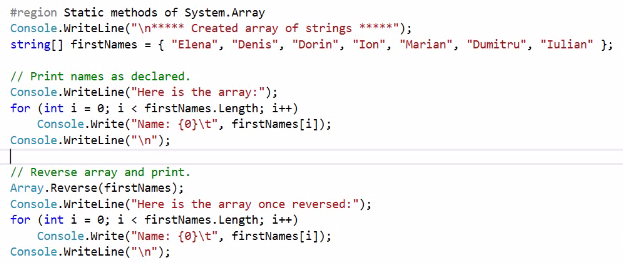 #region Static methods of System.Array
Console.WriteLine("\n***** Created array of strings *****");
string[] firstNames = { "Elena", "Denis", "Dorin", "Ion", "Marian", "Dumitru", "Iulian" };
// Print names as declared.
Console.WriteLine("Here is the array:");
for (int i = 0; i < firstNames.Length; i++)
Console.Write("Name: {0}\t", firstNames[i]);
Console.WriteLine("\n");
// Reverse array and print.
Array.Reverse(firstNames);
Console.WriteLine("Here is the array once reversed:");
for (int i = 0; i < firstNames.Length; i++)
Console.Write("Name: {0}\t", firstNames[i]);
Console.WriteLine("\n");